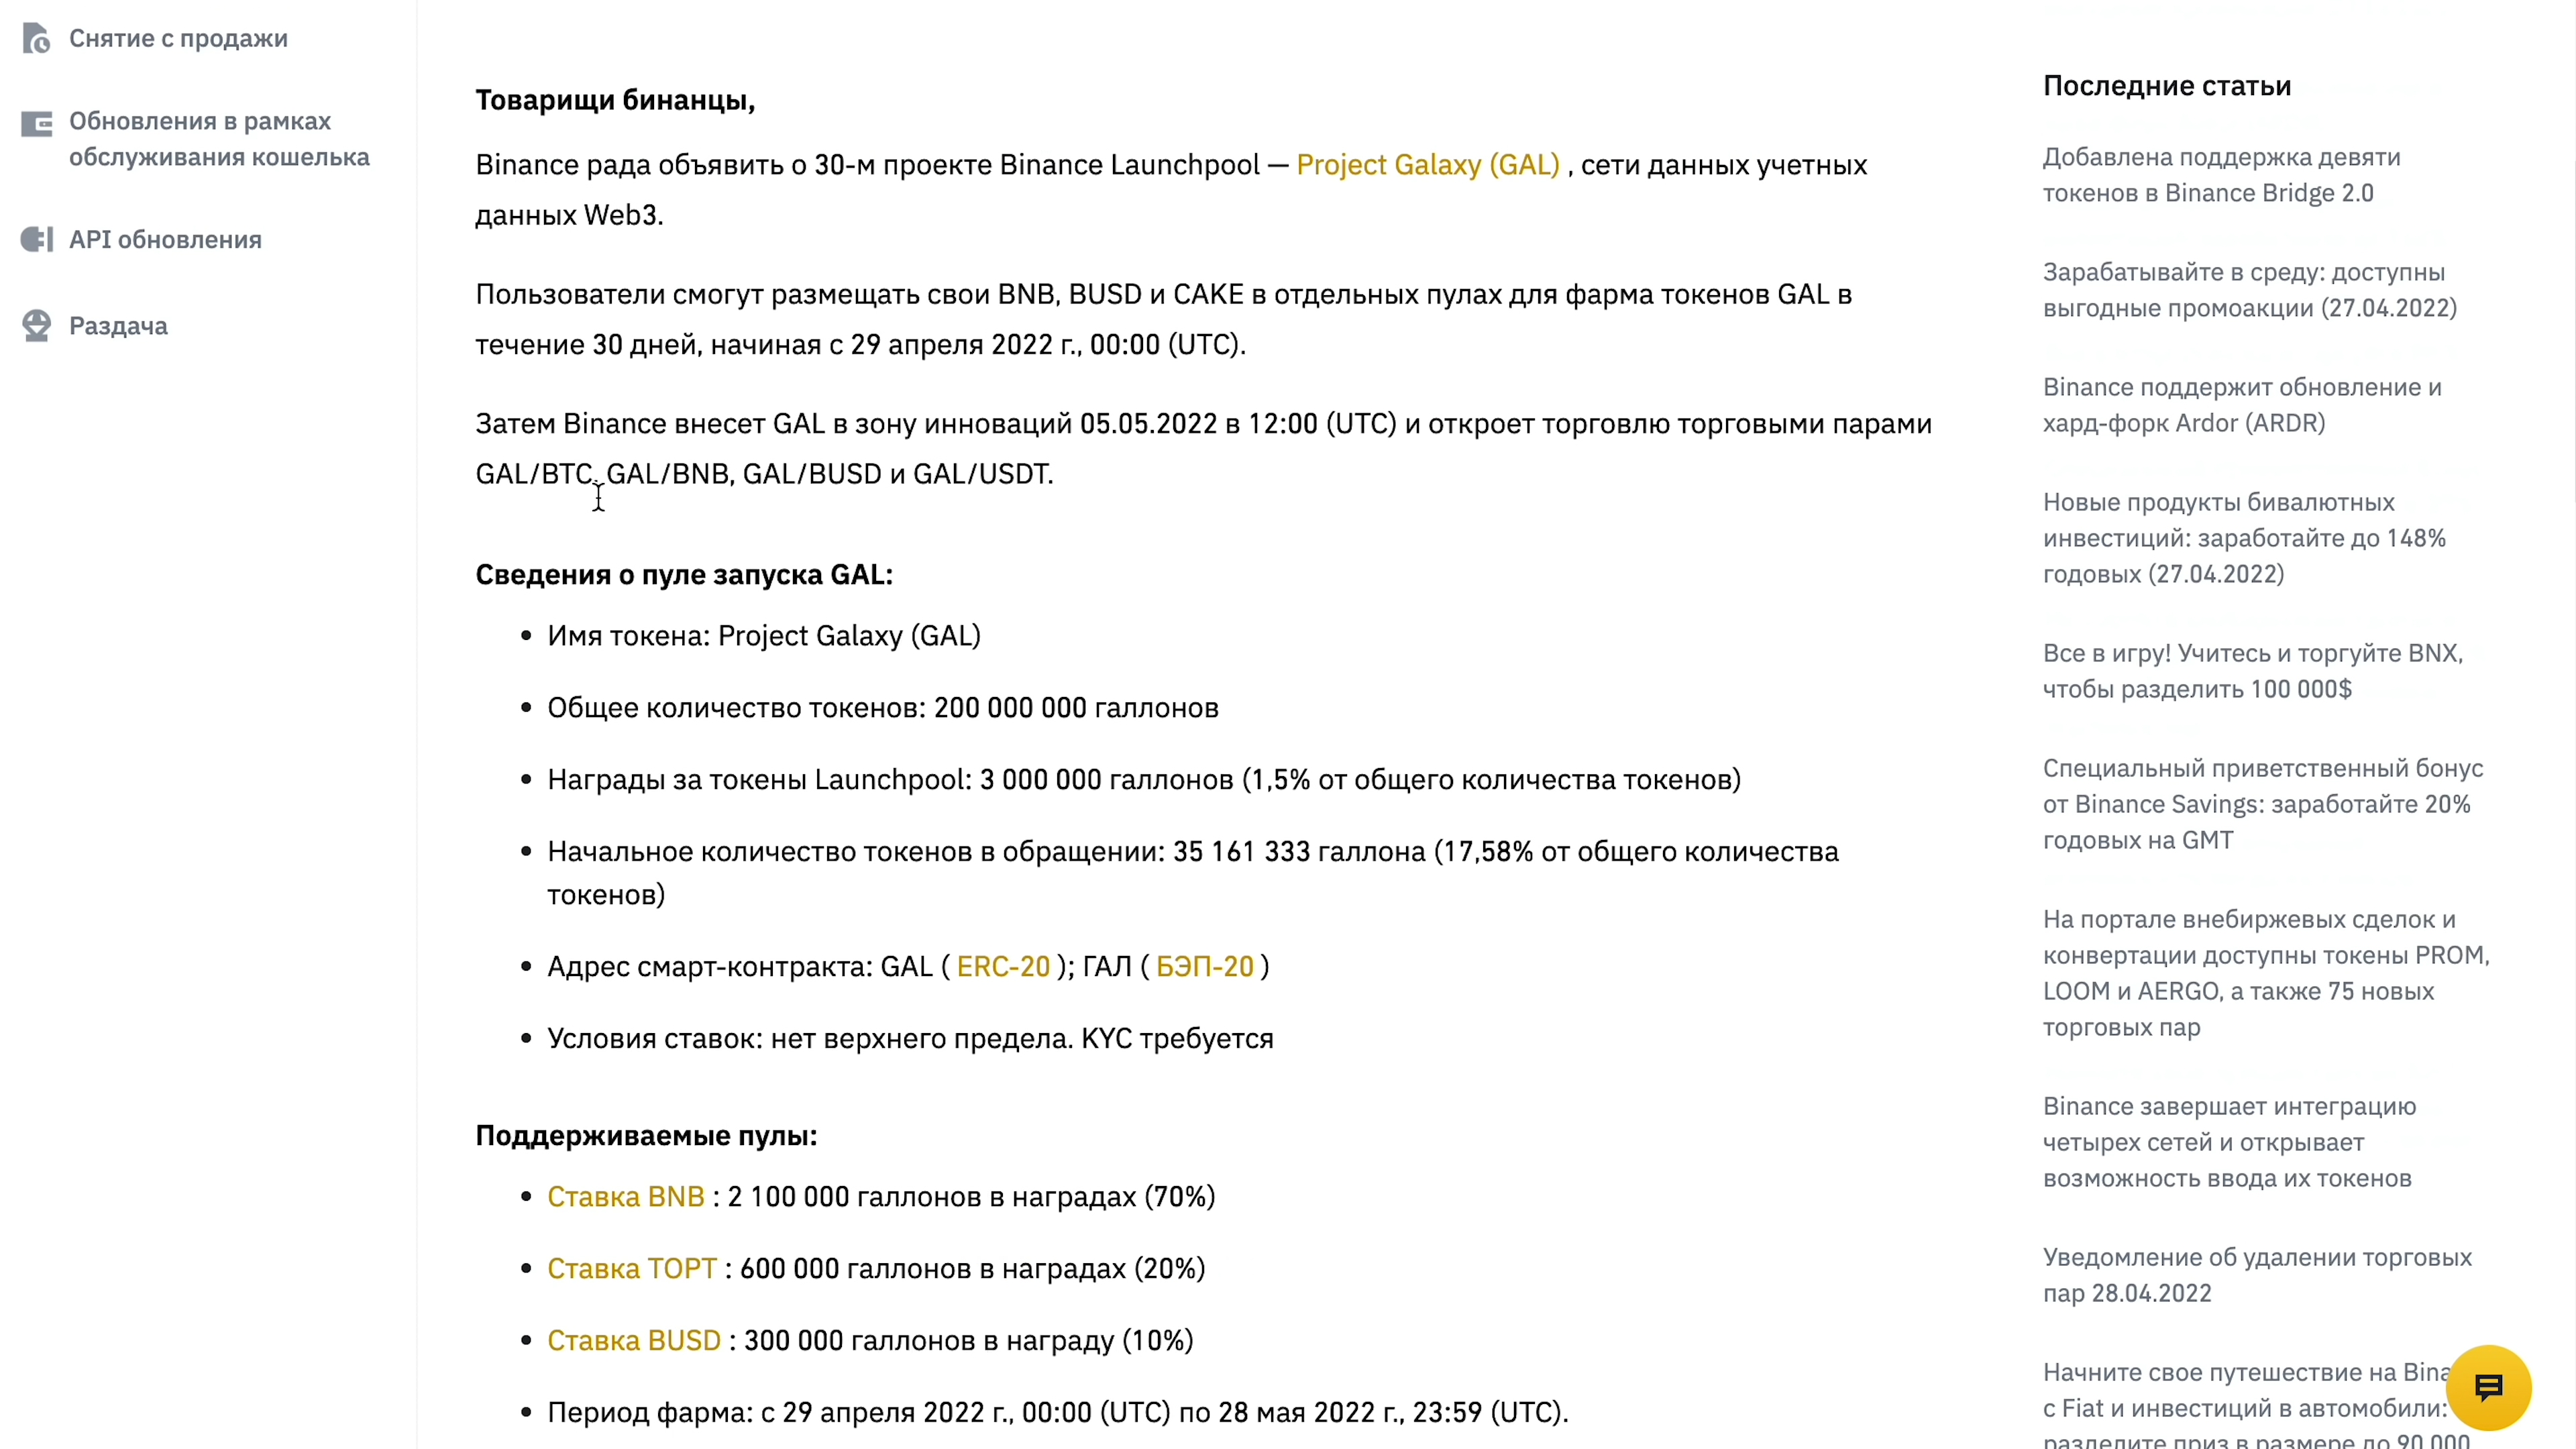 Снятие с продажи
Обновления в рамках
обслуживания кошелька
API обновления
Раздача
Товарищи бинанцы,
Binance рада объявить о 30-м проекте Binance Launchpool — Project Galaxy (GAL) , сети данных учетных
данных Web3.
Пользователи смогут размещать свои BNB, BUSD и CAKE в отдельных пулах для фарма токенов GAL в
течение 30 дней, начиная с 29 апреля 2022 г., 00:00 (UTC).
Затем Binance внесет GAL в зону инноваций 05.05.2022 в 12:00 (UTC) и откроет торговлю торговыми парами
GAL/BTC, GAL/BNB, GAL/BUSD и GAL/USDT.
Сведения о пуле запуска GAL:
• Имя токена: Project Galaxy (GAL)
• Общее количество токенов: 200 000 000 галлонов
• Награды за токены Launchpool: 3 000 000 галлонов (1,5% от общего количества токенов)
• Начальное количество токенов в обращении: 35 161 333 галлона (17,58% от общего количества
токенов)
• Адрес смарт-контракта: GAL ( ERC-20 ); ГАЛ ( БЭП-20 )
• Условия ставок: нет верхнего предела. KYC требуется
Поддерживаемые пулы:
• Ставка BNB : 2 100 000 галлонов в наградах (70%)
• Ставка ТОРТ : 600 000 галлонов в наградах (20%)
• Ставка BUSD : 300 000 галлонов в награду (10%)
• Период фарма: с 29 апреля 2022 г., 00:00 (UTC) по 28 мая 2022 г., 23:59 (UTC).
Последние статьи
Добавлена поддержка девяти
токенов в Binance Bridge 2.0
Зарабатывайте в среду: доступны
выгодные промоакции (27.04.2022)
Binance поддержит обновление и
хард-форк Ardor (ARDR)
Новые продукты бивалютных
инвестиций: заработайте до 148%
годовых (27.04.2022)
Все в игру! Учитесь и торгуйте BNX,
чтобы разделить 100 000$
Специальный приветственный бонус
от Binance Savings: заработайте 20%
годовых на GMT
На портале внебиржевых сделок и
конвертации доступны токены PROM,
LOOM и AERGO, а также 75 новых
торговых пар
Binance завершает интеграцию
четырех сетей и открывает
возможность ввода их токенов
Уведомление об удалении торговых
пар 28.04.2022
Начните свое путешествие на Bina
с Fiat и инвестиций в автомобили:
разделите приз в размере до 90 000